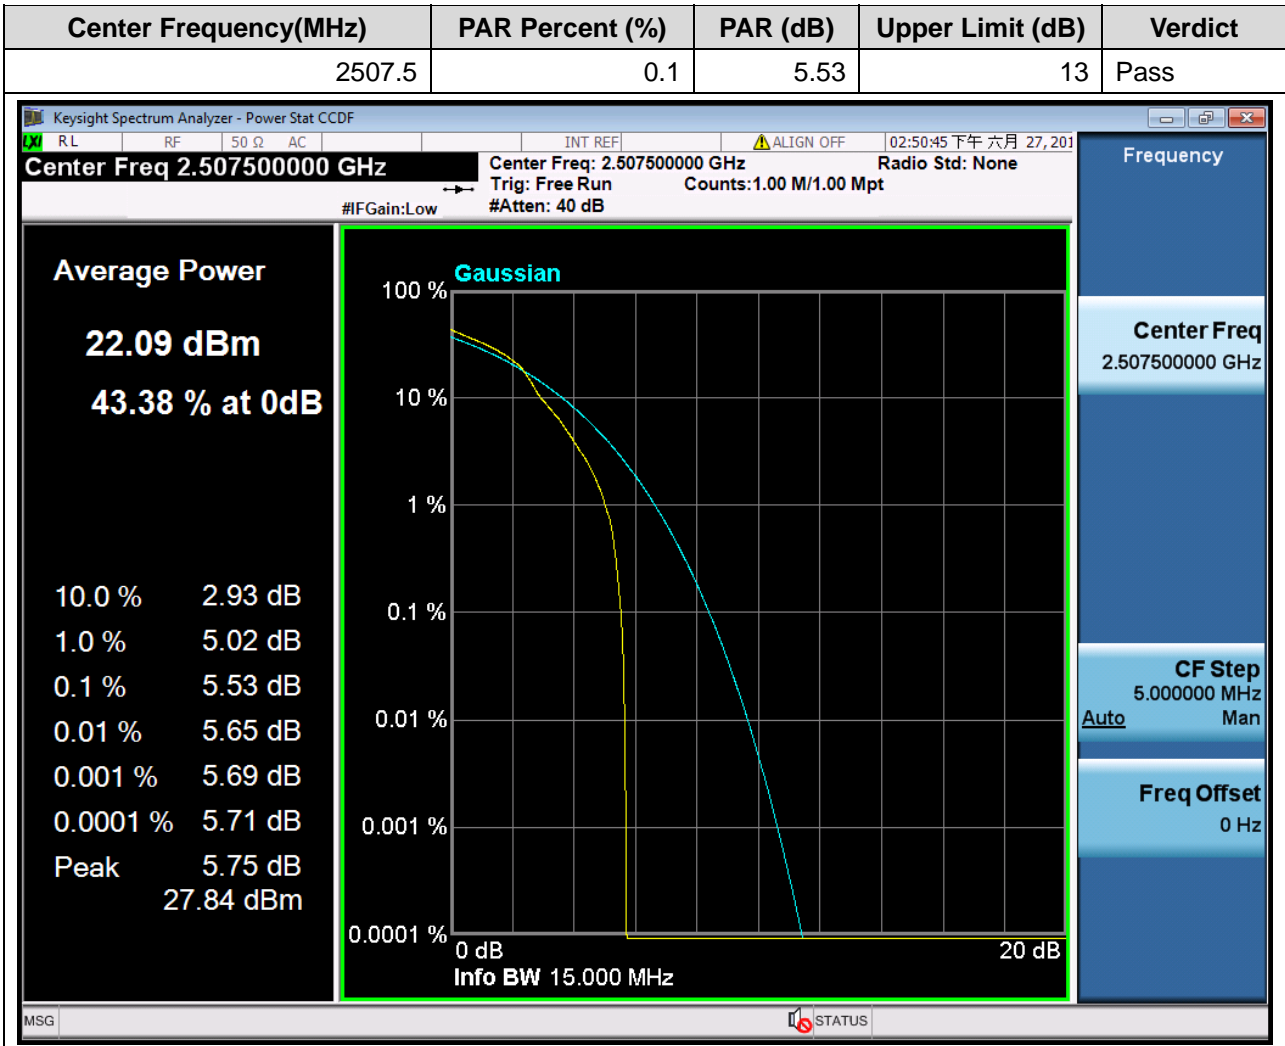 Center Frequency(MHz) PAR Percent (%) PAR (dB) Upper Limit (dB) Verdict
2507.5 0.1 5.53 13 Pass
Keysight Spectrum Analyzer - Power Stat CCDF
LXI RL RF 50 Ω AC INT REF ALIGN OFF 02:50:45 下午 六月 27, 201
Center Freq 2.507500000 GHz
Center Freq: 2.507500000 GHz Radio Std: None
Trig: Free Run Counts:1.00 M/1.00 Mpt
#IFGain:Low #Atten: 40 dB
Average Power
22.09 dBm
43.38 % at 0dB
10.0 % 2.93 dB
1.0 % 5.02 dB
0.1 % 5.53 dB
0.01 % 5.65 dB
0.001 % 5.69 dB
0.0001 % 5.71 dB
Peak 5.75 dB
27.84 dBm
Gaussian
100 %
10 %
1 %
0.1 %
0.01 %
0.001 %
0.0001 %
0 dB 20 dB
Info BW 15.000 MHz
Frequency
Center Freq
2.507500000 GHz
CF Step
5.000000 MHz
Auto Man
Freq Offset
0 Hz
MSG STATUS